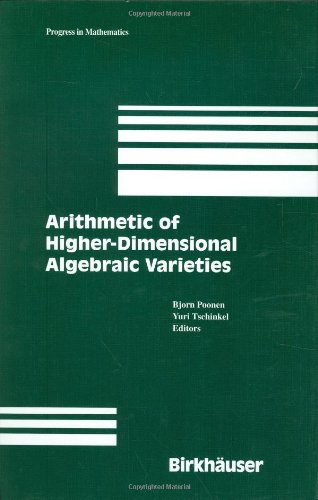 Progress in Mathematics
Arithmetic of
Higher-Dimensional
Algebraic Varieties
Bjorn Poonen
Yuri Tschinkel
Editors
Birkhäuser